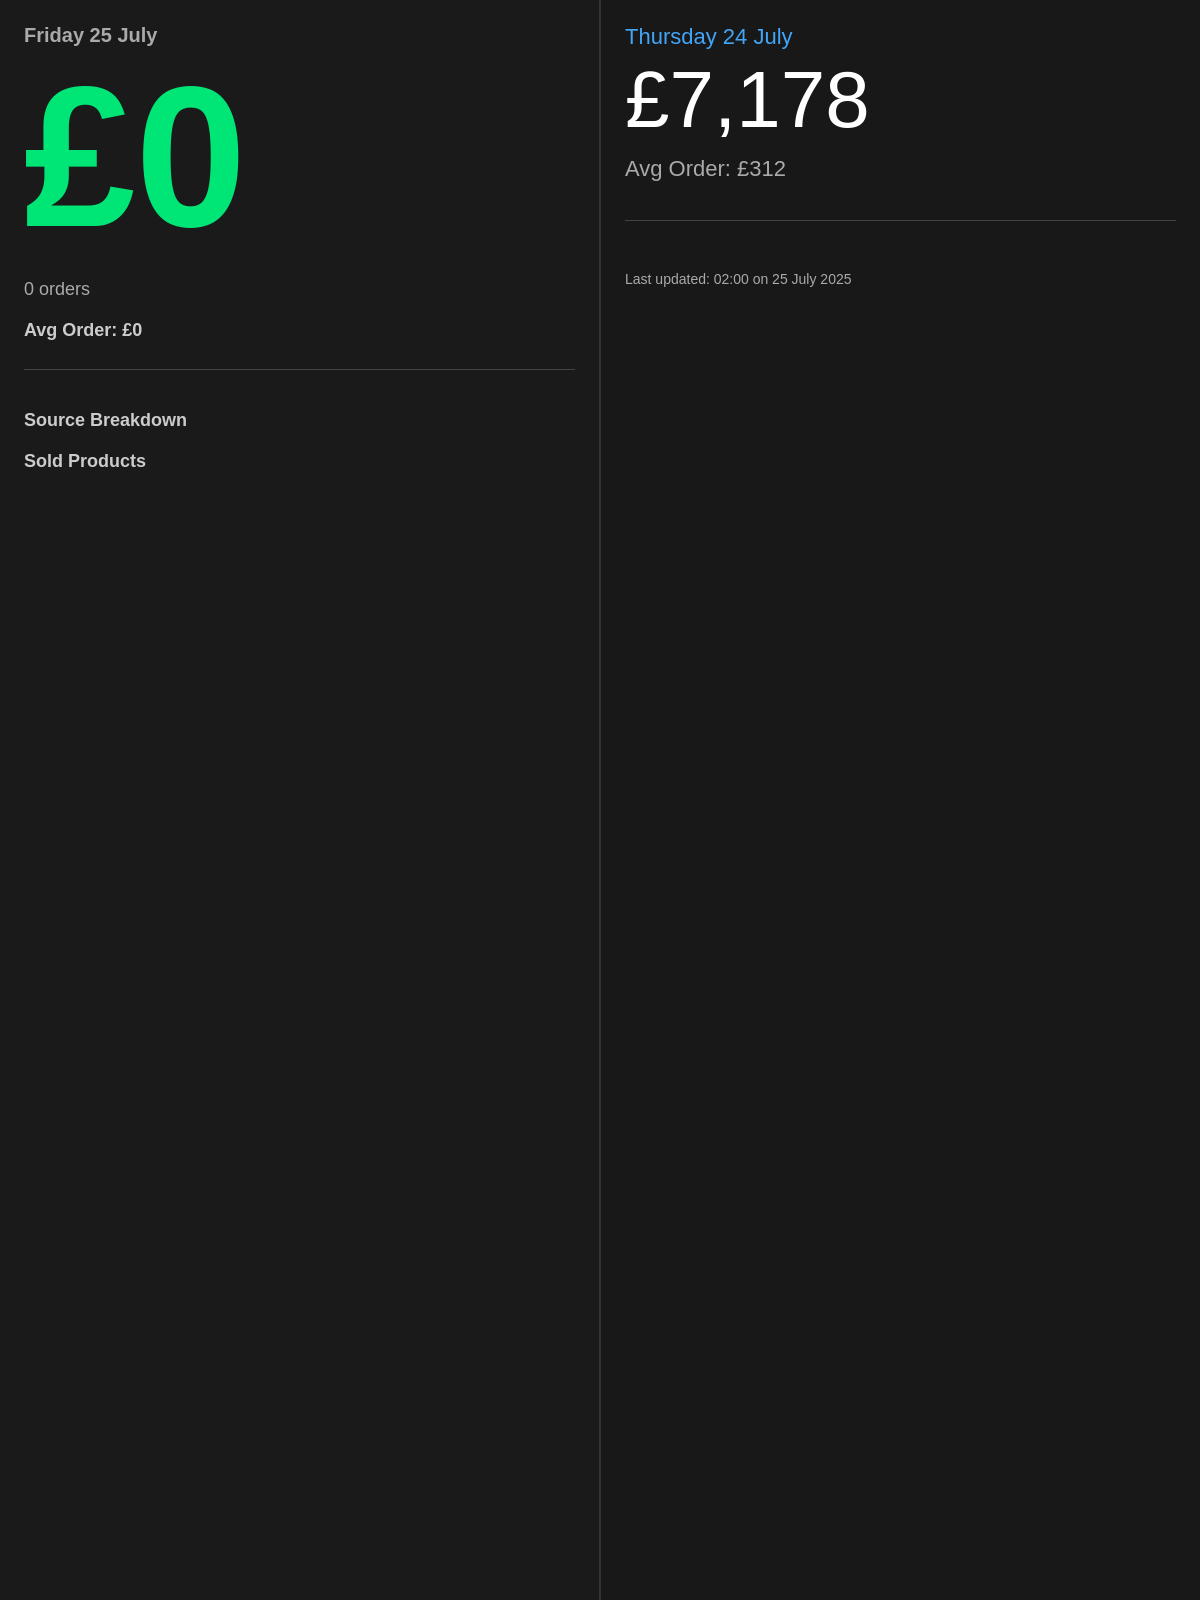 Friday 25 July
£0
0 orders
Avg Order: £0
Source Breakdown
Sold Products
Thursday 24 July
£7,178
Avg Order: £312
Last updated: 02:00 on 25 July 2025